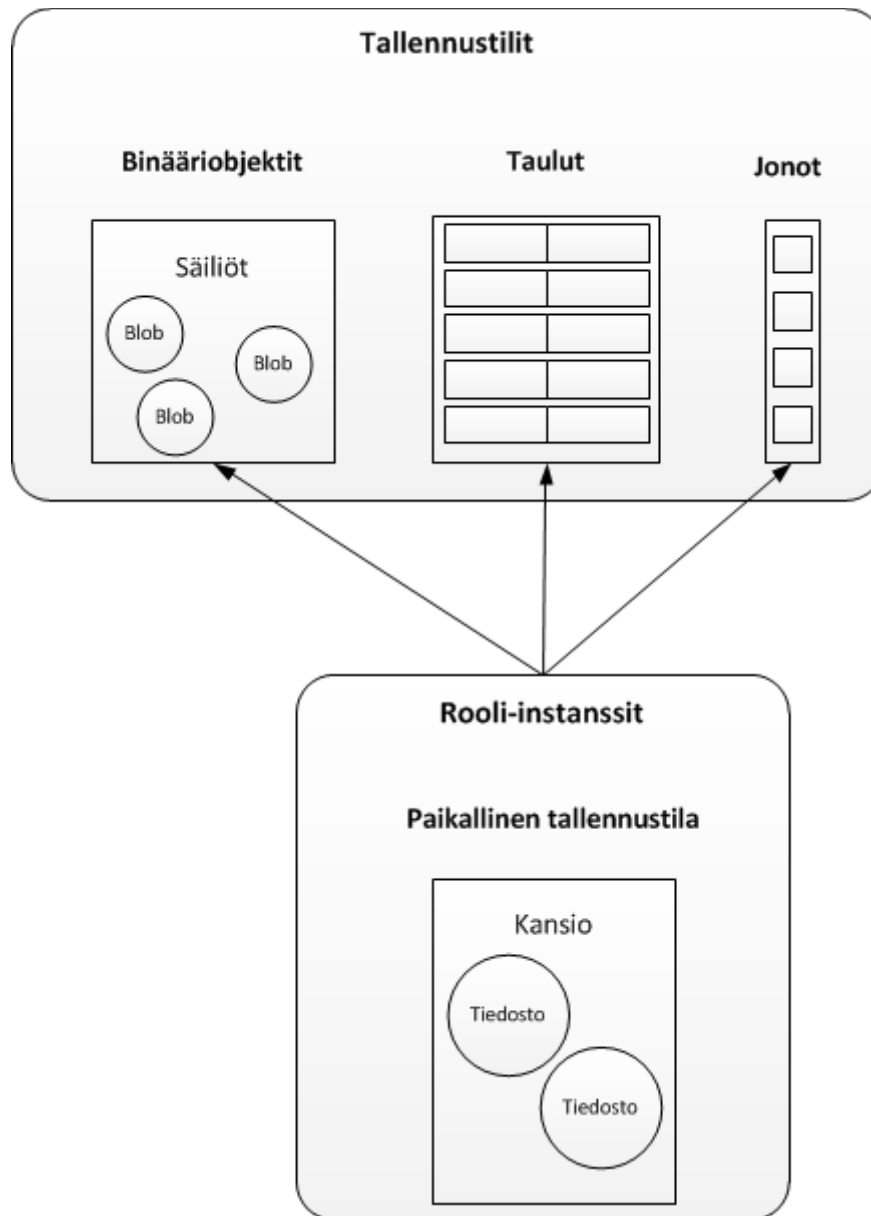 Tallennustilit
Binääriobjektit
Taulut
Jonot
Säiliöt
Blob
Blob
Blob
Rooli-instanssit
Paikallinen tallennustila
Kansio
Tiedosto
Tiedosto